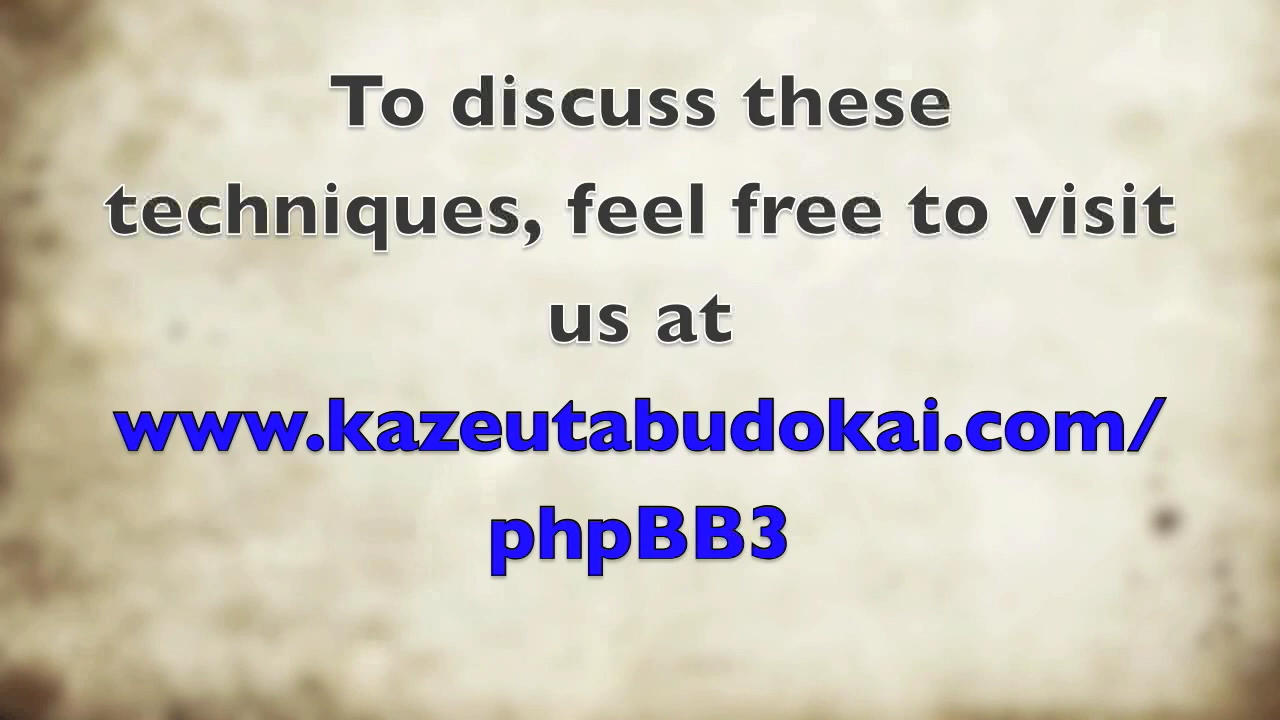 To discuss these
techniques, feel free to visit
us at
www.kazeutabudokai.com/
phpBB3